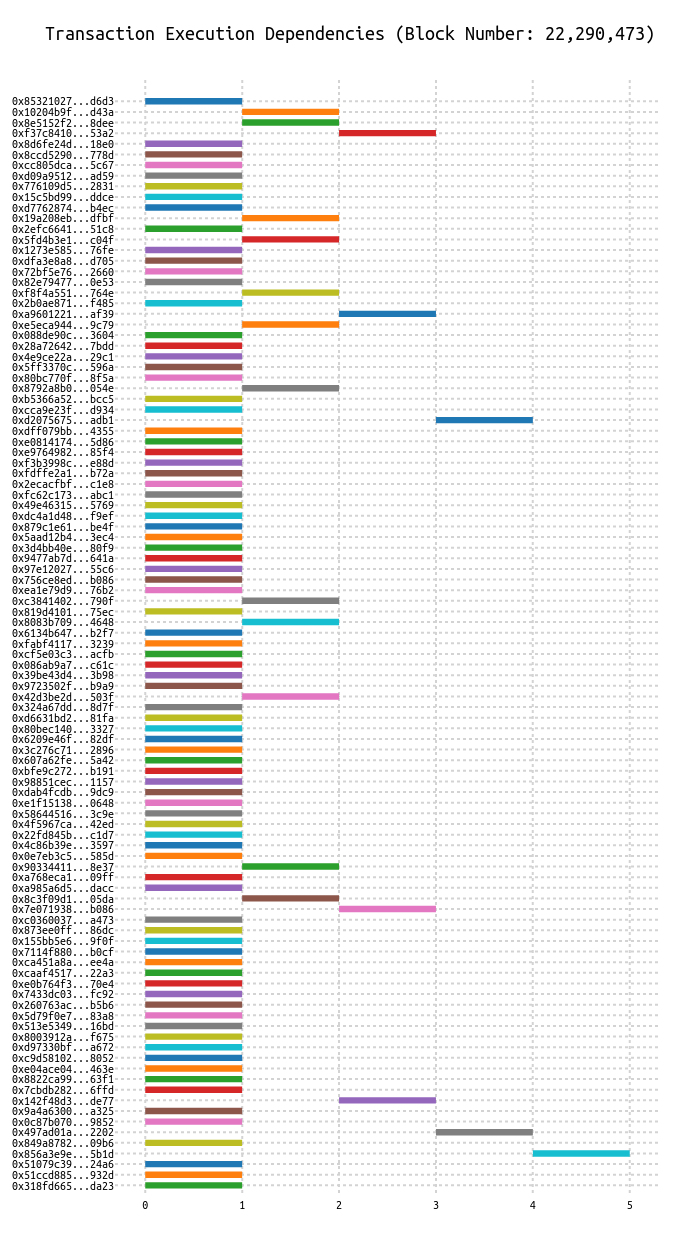 Transaction Execution Dependencies (Block Number: 22,290,473)
0x85321027...d6d3
0x10204b9f...d43a
0x8e5152f2...8dee
0xf37c8410...53a2
0x8d6fe24d...18e0
0x8ccd5290...778d
0xcc805dca...5c67
0xd09a9512...ad59
0x776109d5...2831
0x15c5bd99...ddce
0xd7762874...b4ec
0x19a208eb...dfbf
0x2efc6641...51c8
0x5fd4b3e1...c04f
0x1273e585...76fe
0xdfa3e8a8...d705
0x72bf5e76...2660
0x82e79477...0e53
0xf8f4a551...764e
0x2b0ae871...f485
0xa9601221...af39
0xe5eca944...9c79
0x088de90c...3604
0x28a72642...7bdd
0x4e9ce22a...29c1
0x5ff3370c...596a
0x80bc770f...8f5a
0x8792a8b0...054e
0xb5366a52...bcc5
0xcca9e23f...d934
0xd2075675...adb1
0xdff079bb...4355
0xe0814174...5d86
0xe9764982...85f4
0xf3b3998c...e88d
0xfdffe2a1...b72a
0x2ecacfbf...c1e8
0xfc62c173...abc1
0x49e46315...5769
0xdc4a1d48...f9ef
0x879c1e61...be4f
0x5aad12b4...3ec4
0x3d4bb40e...80f9
0x9477ab7d...641a
0x97e12027...55c6
0x756ce8ed...b086
0xea1e79d9...76b2
0xc3841402...790f
0x819d4101...75ec
0x8083b709...4648
0x6134b647...b2f7
0xfabf4117...3239
0xcf5e03c3...acfb
0x086ab9a7...c61c
0x39be43d4...3b98
0x9723502f...b9a9
0x42d3be2d...503f
0x324a67dd...8d7f
0xd6631bd2...81fa
0x80bec140...3327
0x6209e46f...82df
0x3c276c71...2896
0x607a62fe...5a42
0xbfe9c272...b191
0x98851cec...1157
0xdab4fcdb...9dc9
0xe1f15138...0648
0x58644516...3c9e
0x4f5967ca...42ed
0x22fd845b...c1d7
0x4c86b39e...3597
0x0e7eb3c5...585d
0x90334411...8e37
0xa768eca1...09ff
0xa985a6d5...dacc
0x8c3f09d1...05da
0x7e071938...b086
0xc0360037...a473
0x873ee0ff...86dc
0x155bb5e6...9f0f
0x7114f880...b0cf
0xca451a8a...ee4a
0xcaaf4517...22a3
0xe0b764f3...70e4
0x7433dc03...fc92
0x260763ac...b5b6
0x5d79f0e7...83a8
0x513e5349...16bd
0x8003912a...f675
0xd97330bf...a672
0xc9d58102...8052
0xe04ace04...463e
0x8822ca99...63f1
0x7cbdb282...6ffd
0x142f48d3...de77
0x9a4a6300...a325
0x0c87b070...9852
0x497ad01a...2202
0x849a8782...09b6
0x856a3e9e...5b1d
0x51079c39...24a6
0x51ccd885...932d
0x318fd665...da23
0 1 2 3 4 5